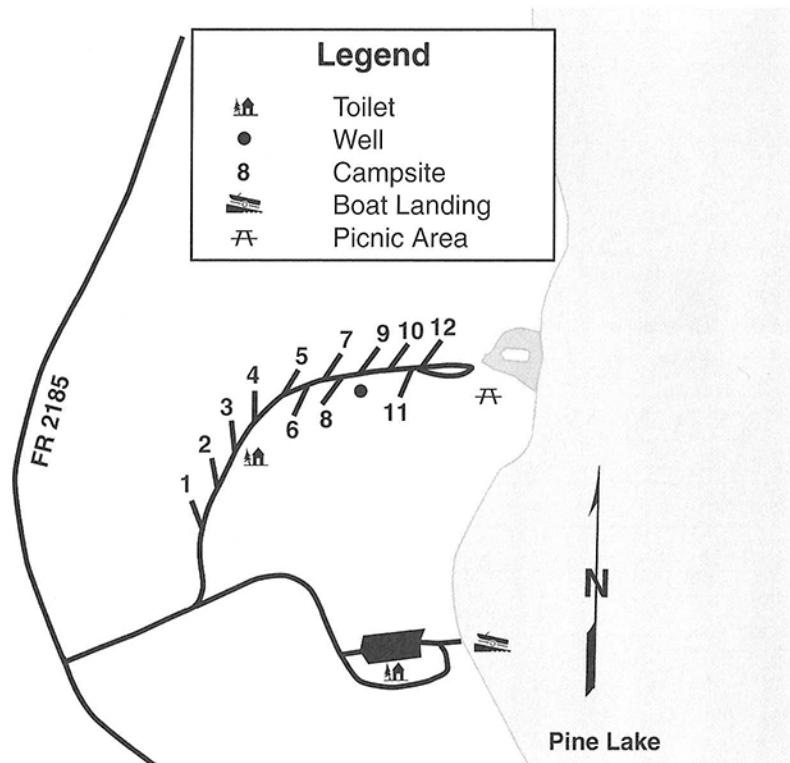 Legend
Toilet
Well
8 Campsite
Boat Landing
Picnic Area
12
10
9
7
5
4
3
2
1
6
8
11
FR 2185
N
Pine Lake